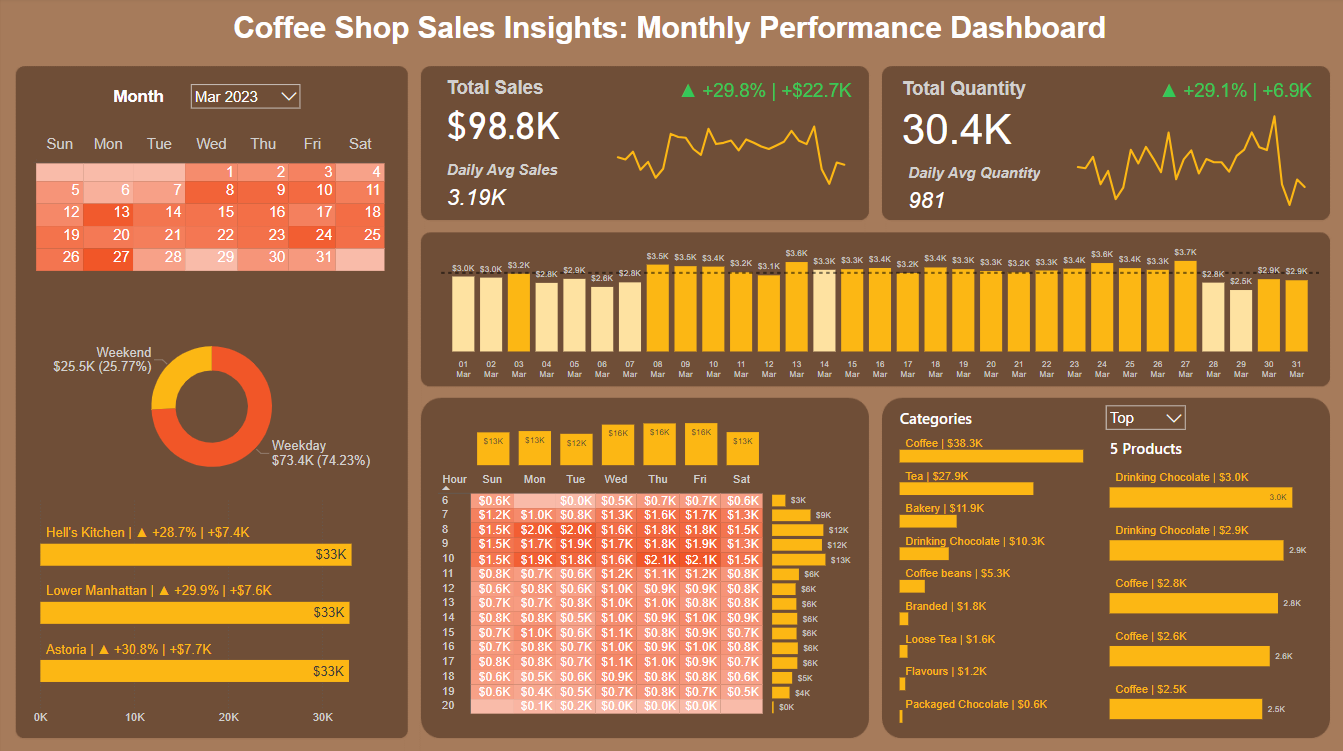 Coffee Shop Sales Insights: Monthly Performance Dashboard
Month Mar 2023
Sun Mon Tue Wed Thu Fri Sat
1 2 3 4
5 6 7 8 9 10 11
12 13 14 15 16 17 18
19 20 21 22 23 24 25
26 27 28 29 30 31
Weekend
$25.5K (25.77%)
Weekday
$73.4K (74.23%)
Hell's Kitchen | ▲ +28.7% | +$7.4K
$33K
Lower Manhattan | ▲ +29.9% | +$7.6K
$33K
Astoria | ▲ +30.8% | +$7.7K
$33K
0K 10K 20K 30K
Total Sales ▲ +29.8% | +$22.7K
$98.8K
Daily Avg Sales
3.19K
Total Quantity ▲ +29.1% | +6.9K
30.4K
Daily Avg Quantity
981
$3.0K $3.0K $3.2K $2.8K $2.9K $2.6K $2.8K $3.5K $3.5K $3.4K $3.2K $3.1K $3.6K $3.3K $3.3K $3.4K $3.2K $3.4K $3.3K $3.3K $3.2K $3.3K $3.4K $3.6K $3.4K $3.3K $3.7K $2.8K $2.5K $2.9K $2.9K
01 02 03 04 05 06 07 08 09 10 11 12 13 14 15 16 17 18 19 20 21 22 23 24 25 26 27 28 29 30 31
Mar Mar Mar Mar Mar Mar Mar Mar Mar Mar Mar Mar Mar Mar Mar Mar Mar Mar Mar Mar Mar Mar Mar Mar Mar Mar Mar Mar Mar Mar Mar
$13K $13K $12K $16K $16K $16K $13K
Hour Sun Mon Tue Wed Thu Fri Sat
6 $0.6K $0.0K $0.5K $0.7K $0.7K $0.6K $3K
7 $1.2K $1.0K $0.8K $1.3K $1.6K $1.7K $1.3K $9K
8 $1.5K $2.0K $2.0K $1.6K $1.8K $1.8K $1.5K $12K
9 $1.5K $1.7K $1.9K $1.7K $1.8K $1.9K $1.3K $12K
10 $1.5K $1.9K $1.8K $1.6K $2.1K $2.1K $1.5K $13K
11 $0.8K $0.7K $0.6K $1.2K $1.1K $1.2K $0.8K $6K
12 $0.6K $0.8K $0.6K $1.0K $0.9K $0.9K $0.8K $6K
13 $0.7K $0.7K $0.8K $1.0K $1.0K $0.8K $0.8K $6K
14 $0.8K $0.8K $0.5K $1.0K $0.9K $1.0K $0.9K $6K
15 $0.7K $1.0K $0.6K $1.1K $0.8K $0.9K $0.7K $6K
16 $0.7K $0.8K $0.7K $1.0K $0.9K $1.0K $0.8K $6K
17 $0.8K $0.8K $0.7K $1.1K $1.0K $0.9K $0.7K $6K
18 $0.6K $0.5K $0.6K $0.9K $0.8K $0.8K $0.8K $5K
19 $0.6K $0.4K $0.5K $0.7K $0.8K $0.7K $0.5K $4K
20 $0.1K $0.2K $0.0K $0.0K $0.0K $0K
Categories
Coffee | $38.3K
Tea | $27.9K
Bakery | $11.9K
Drinking Chocolate | $10.3K
Coffee beans | $5.3K
Branded | $1.8K
Loose Tea | $1.6K
Flavours | $1.2K
Packaged Chocolate | $0.6K
Top
5 Products
Drinking Chocolate | $3.0K
3.0K
Drinking Chocolate | $2.9K
2.9K
Coffee | $2.8K
2.8K
Coffee | $2.6K
2.6K
Coffee | $2.5K
2.5K